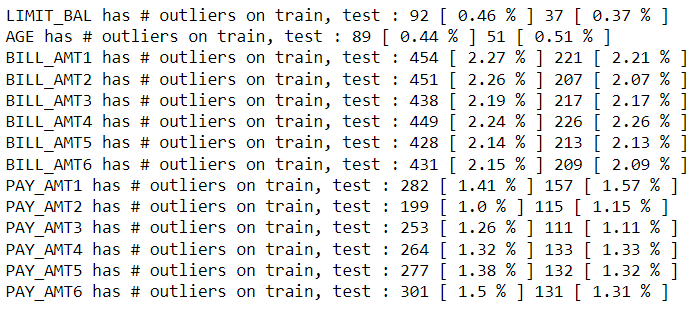 LIMIT_BAL has # outliers on train, test : 92 [ 0.46 % ] 37 [ 0.37 % ]
AGE has # outliers on train, test : 89 [ 0.44 % ] 51 [ 0.51 % ]
BILL_AMT1 has # outliers on train, test : 454 [ 2.27 % ] 221 [ 2.21 % ]
BILL_AMT2 has # outliers on train, test : 451 [ 2.26 % ] 207 [ 2.07 % ]
BILL_AMT3 has # outliers on train, test : 438 [ 2.19 % ] 217 [ 2.17 % ]
BILL_AMT4 has # outliers on train, test : 449 [ 2.24 % ] 226 [ 2.26 % ]
BILL_AMT5 has # outliers on train, test : 428 [ 2.14 % ] 213 [ 2.13 % ]
BILL_AMT6 has # outliers on train, test : 431 [ 2.15 % ] 209 [ 2.09 % ]
PAY_AMT1 has # outliers on train, test : 282 [ 1.41 % ] 157 [ 1.57 % ]
PAY_AMT2 has # outliers on train, test : 199 [ 1.0 % ] 115 [ 1.15 % ]
PAY_AMT3 has # outliers on train, test : 253 [ 1.26 % ] 111 [ 1.11 % ]
PAY_AMT4 has # outliers on train, test : 264 [ 1.32 % ] 133 [ 1.33 % ]
PAY_AMT5 has # outliers on train, test : 277 [ 1.38 % ] 132 [ 1.32 % ]
PAY_AMT6 has # outliers on train, test : 301 [ 1.5 % ] 131 [ 1.31 % ]